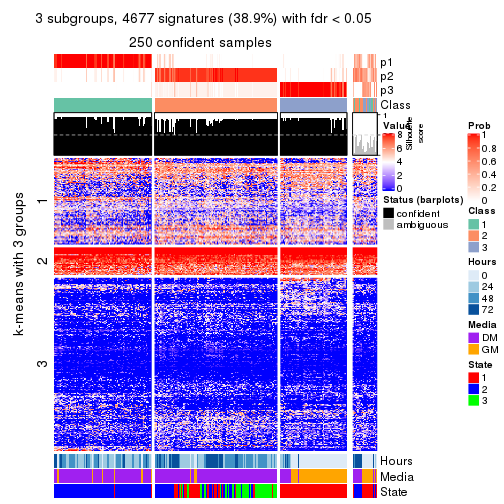 3 subgroups, 4677 signatures (38.9%) with fdr < 0.05
250 confident samples
p1
p2
p3
Class
1
Silhouette
score
k-means with 3 groups
1
2
3
Hours
Media
State
Value
8
6
4
2
0
Status (barplots)
confident
ambiguous
Prob
1
0.8
0.6
0.4
0.2
0
Class
1
2
3
Hours
0
24
48
72
Media
DM
GM
State
1
2
3